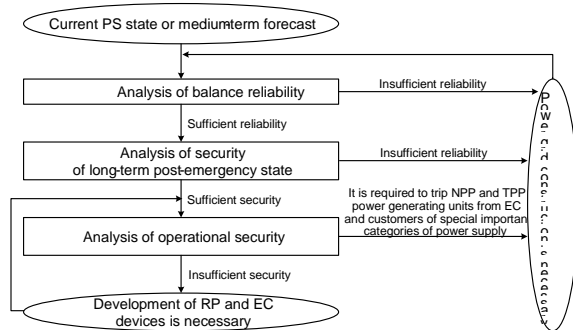 Current PS state or medium-term forecast
Analysis of balance reliability
Insufficient reliability
Sufficient reliability
Analysis of security
of long-term post-emergency state
Insufficient reliability
Sufficient security
It is required to trip NPP and TPP
power generating units from EC
and customers of special importan
categories of power supply
Analysis of operational security
Insufficient security
Development of RP and EC
devices is necessary